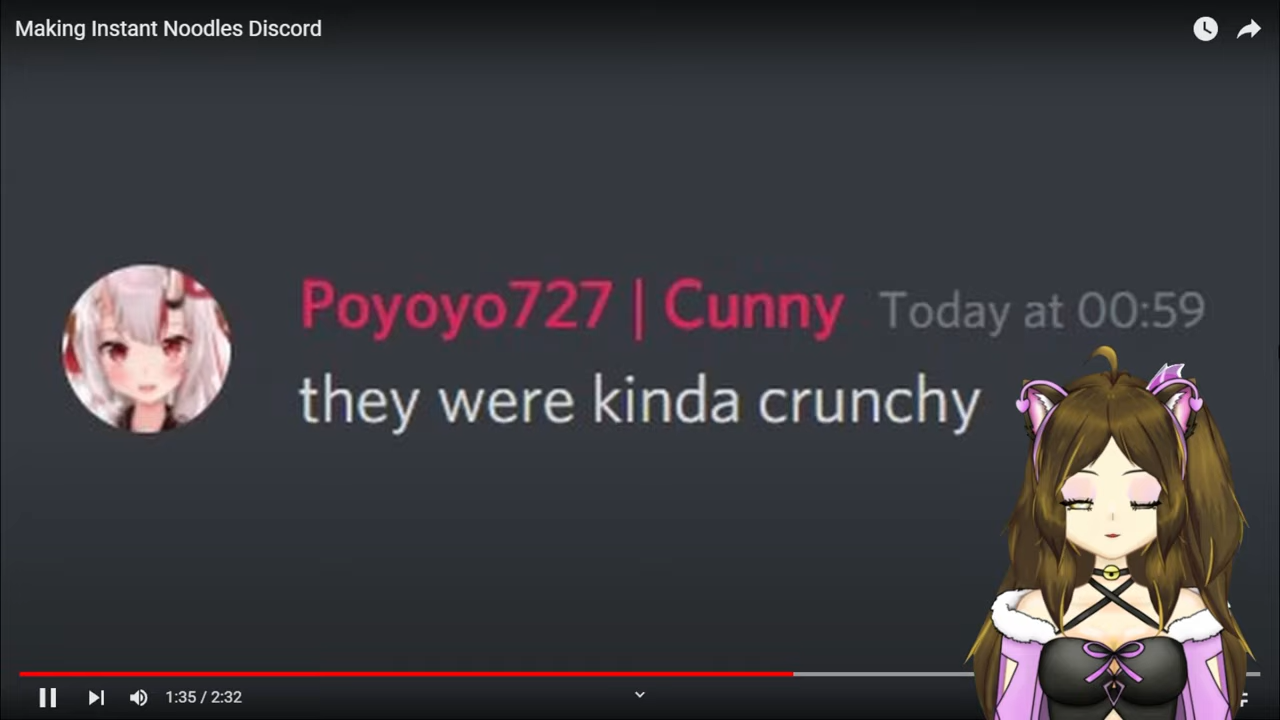 Making Instant Noodles Discord
Poyoyo727 | Cunny Today at 00:59
they were kinda crunchy
1:35 / 2:32